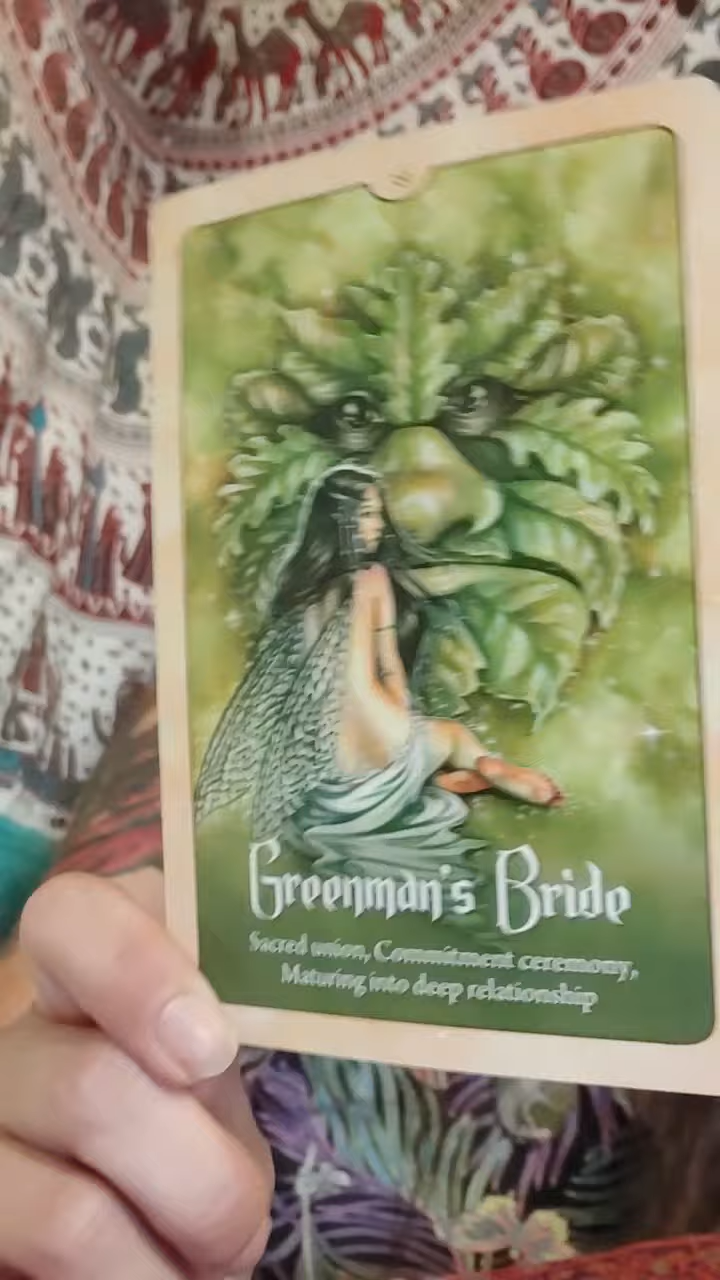 Greenman's Bride
Sacred union, Commitment ceremony,
Maturing into deep relationship